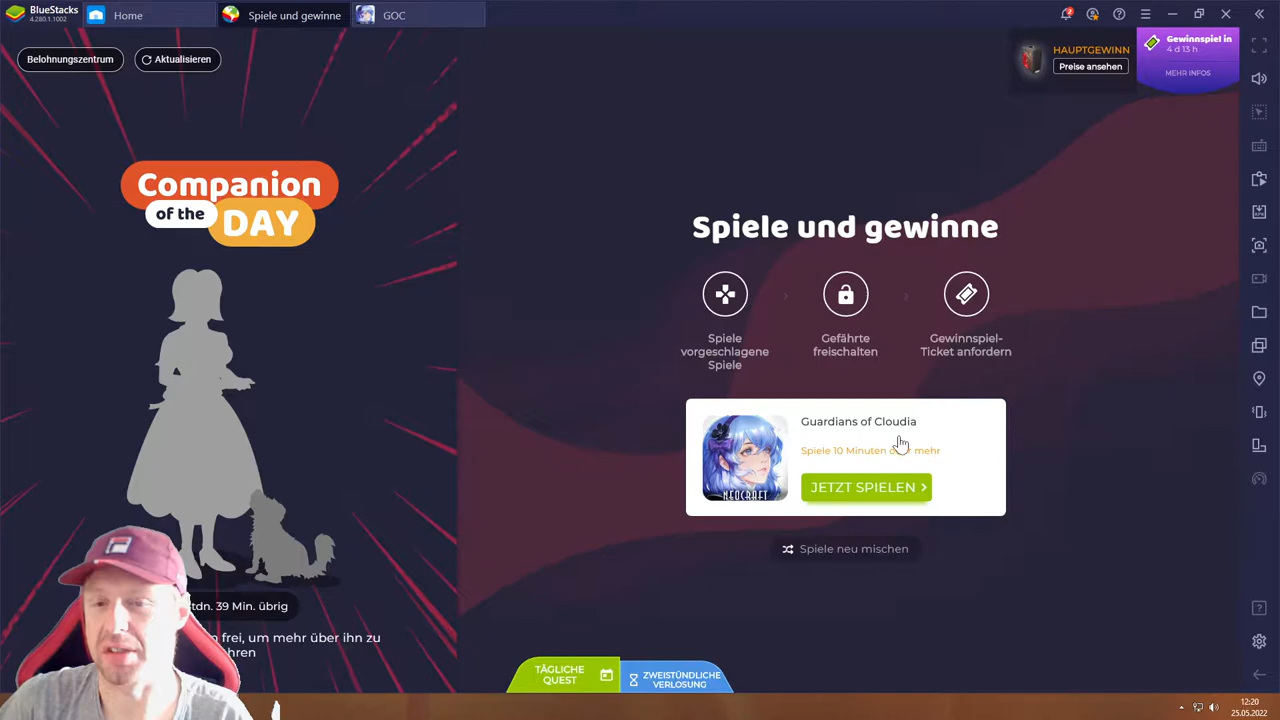 BlueStacks
4.280.1.1002
Home
Spiele und gewinne
GOC
2
Belohnungszentrum
Aktualisieren
HAUPTGEWINN
Preise ansehen
Gewinnspiel in
4 d 13 h
MEHR INFOS
Companion
of the DAY
Spiele und gewinne
Spiele
vorgeschlagene
Spiele
Gefährte
freischalten
Gewinnspiel-
Ticket anfordern
Guardians of Cloudia
Spiele 10 Minuten mehr
JETZT SPIELEN
NEOCRAFT
Spiele neu mischen
tdn. 39 Min. übrig
frei, um mehr über ihn zu
TÄGLICHE
QUEST
ZWEISTÜNDLICHE
VERLOSUNG
12:20
25.05.2022